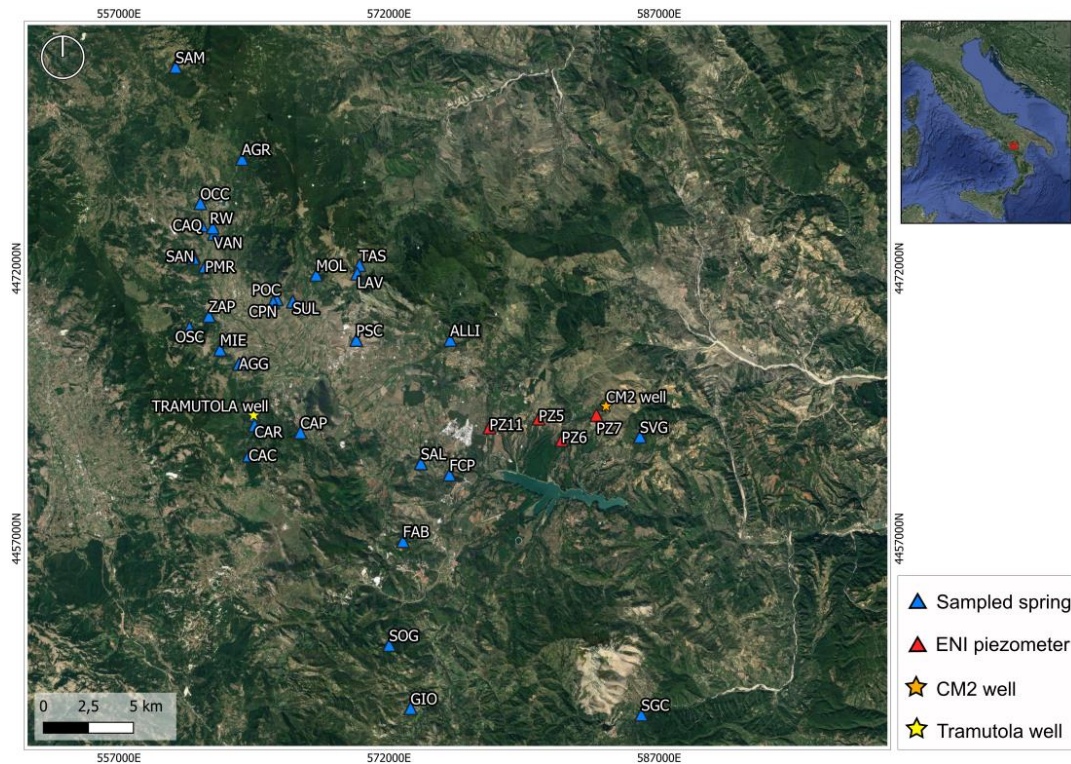 557000E 572000E 587000E
SAM
AGR
OCC
CAQ RW
VAN
SAN
PMR
MOL
TAS
LAV
POC
CPN
SUL
ZAP
OSC
MIE
PSC
ALLI
AGG
TRAMUTOLA well
CM2 well
CAR
CAP
PZ11
PZ5
PZ6
PZ7
SVG
CAC
SAL
FCP
FAB
SOG
GIO
SGC
4472000N
4457000N
4472000N
4457000N
0 2,5 5 km
557000E 572000E 587000E
Sampled spring
ENI piezometer
CM2 well
Tramutola well